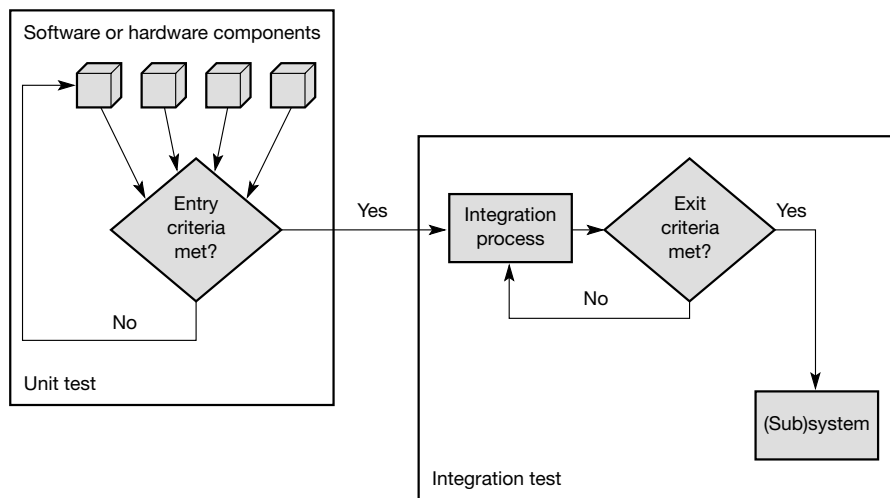 Software or hardware components
Entry
criteria
met?
Yes
No
Unit test
Integration
process
Exit
criteria
met?
Yes
No
(Sub)system
Integration test